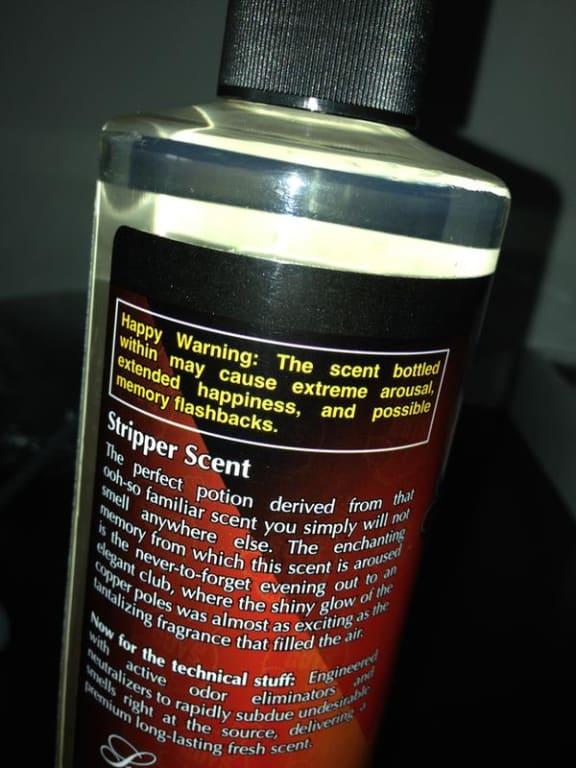 Happy Warning: The scent bottled
within may cause extreme arousal,
extended happiness, and possible
memory flashbacks.
Stripper Scent
The perfect potion derived from that
ooh-so familiar scent you simply will not
smell anywhere else. The enchanting
memory from which this scent is aroused
is the never-to-forget evening out to an
elegant club, where the shiny glow of the
copper poles was almost as exciting as the
tantalizing fragrance that filled the air.
Now for the technical stuff: Engineered
with active odor eliminators and
neutralizers to rapidly subdue undesirable
smells right at the source, delivering a
premium long-lasting fresh scent.